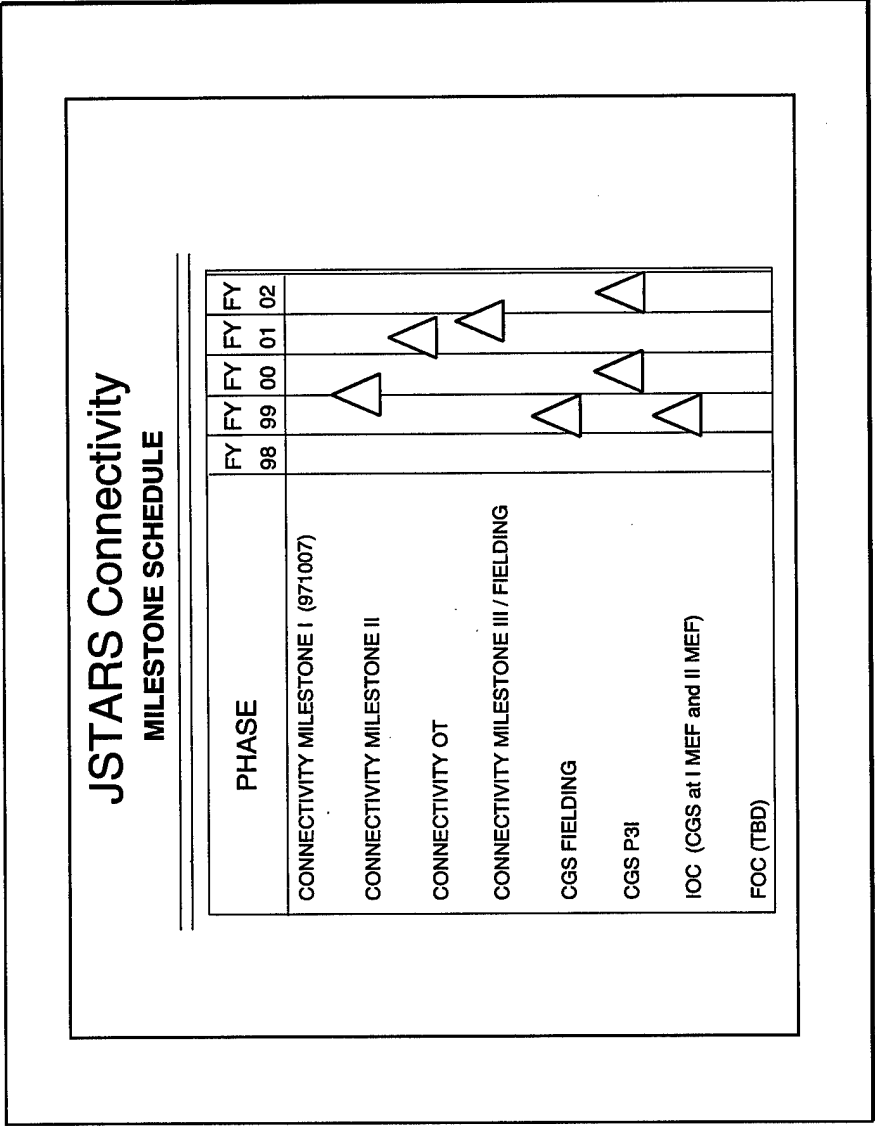 JSTARS Connectivity
MILESTONE SCHEDULE
PHASE
FY FY FY FY FY
98 99 00 01 02
CONNECTIVITY MILESTONE I (971007)
CONNECTIVITY MILESTONE II
CONNECTIVITY OT
CONNECTIVITY MILESTONE III / FIELDING
CGS FIELDING
CGS P3I
IOC (CGS at I MEF and II MEF)
FOC (TBD)